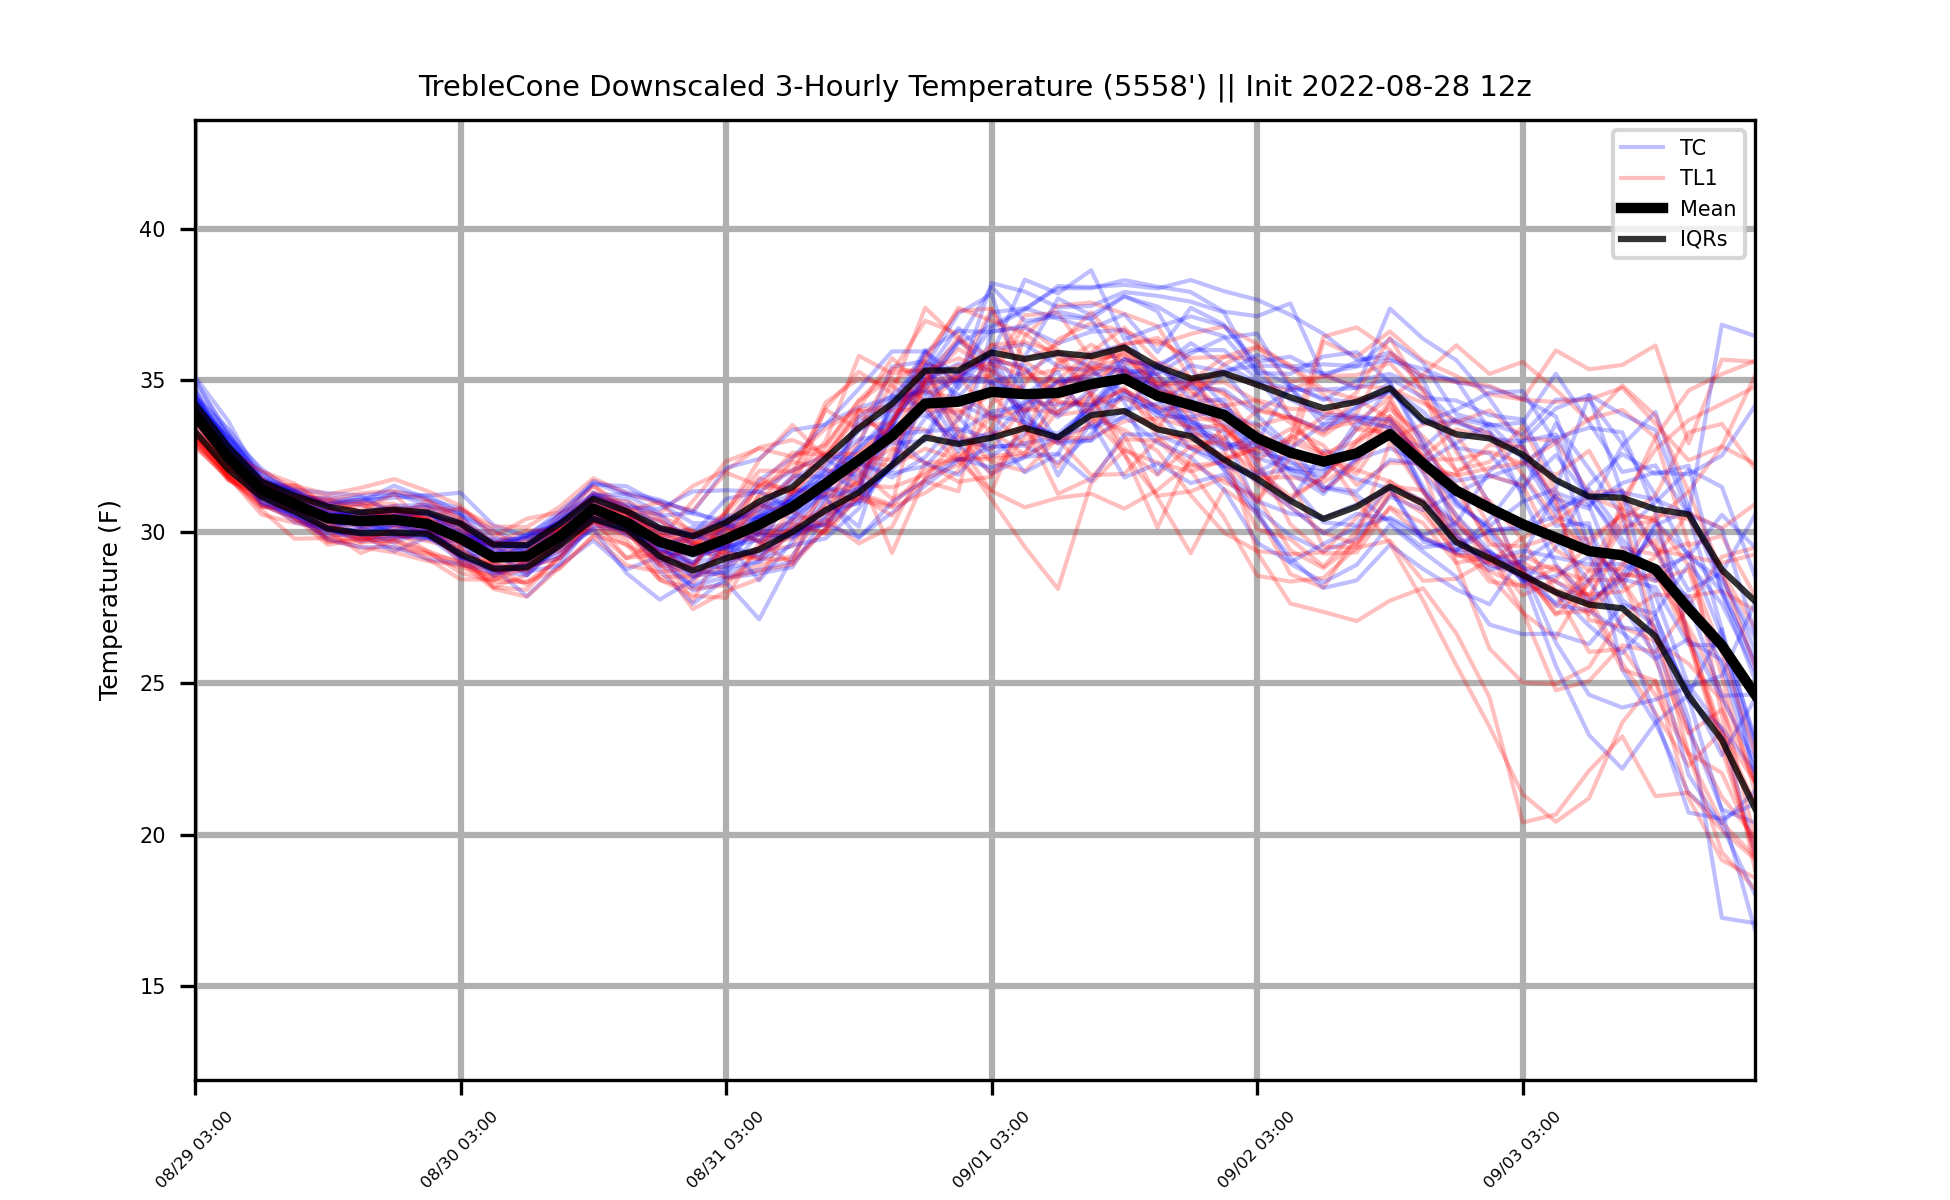 TrebleCone Downscaled 3-Hourly Temperature (5558') || Init 2022-08-28 12z
TC
TL1
Mean
IQRs
Temperature (F)
40
35
30
25
20
15
08/29 03:00
08/30 03:00
08/31 03:00
09/01 03:00
09/02 03:00
09/03 03:00